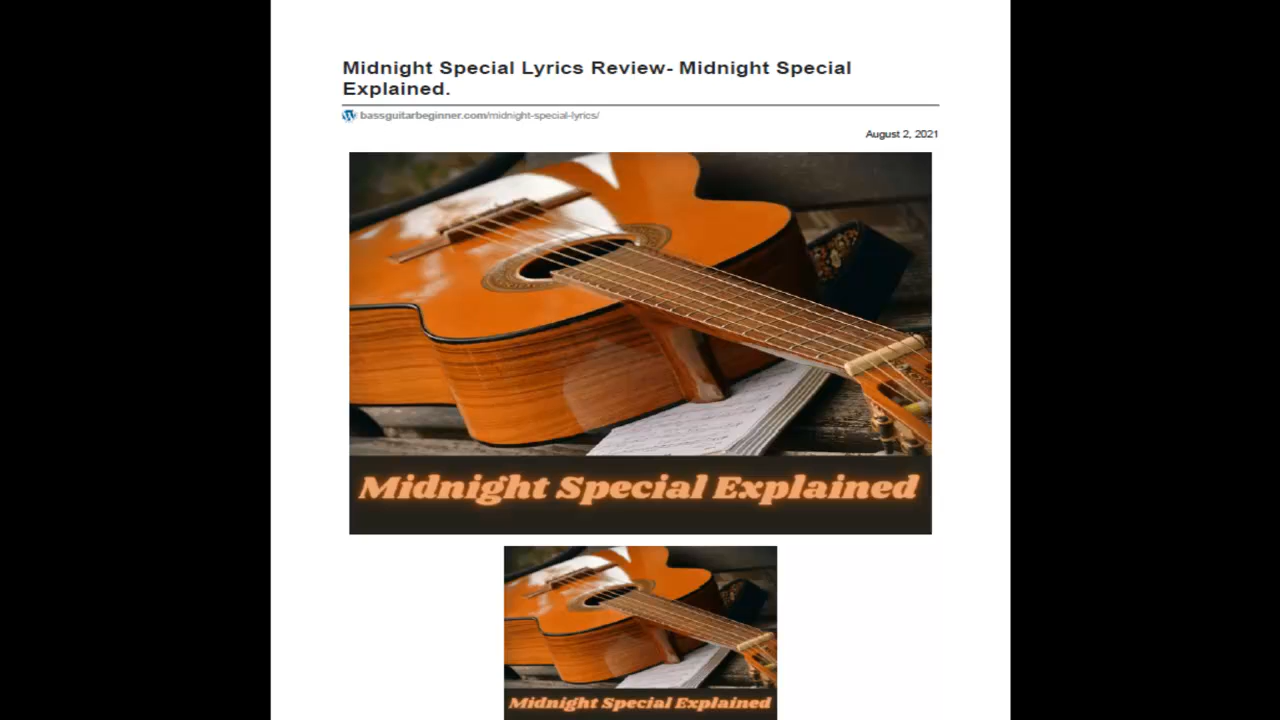 Midnight Special Lyrics Review- Midnight Special
Explained.
bassguitarbeginner.com/midnight-special-lyrics/
August 2, 2021
Midnight Special Explained
Midnight Special Explained